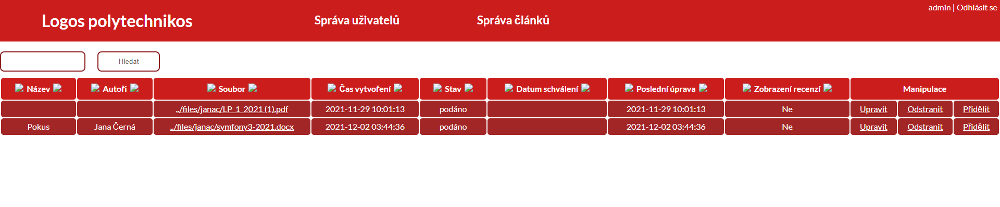 admin | Odhlásit se
Logos polytechnikos Správa uživatelů Správa článků
Hledat
Název Autoři Soubor Čas vytvoření Stav Datum schválení Poslední úprava Zobrazení recenzí Manipulace
../files/janac/LP_1_2021 (1).pdf 2021-11-29 10:01:13 podáno 2021-11-29 10:01:13 Ne Upravit Odstranit Přidělit
Pokus Jana Černá ../files/janac/symfony3-2021.docx 2021-12-02 03:44:36 podáno 2021-12-02 03:44:36 Ne Upravit Odstranit Přidělit